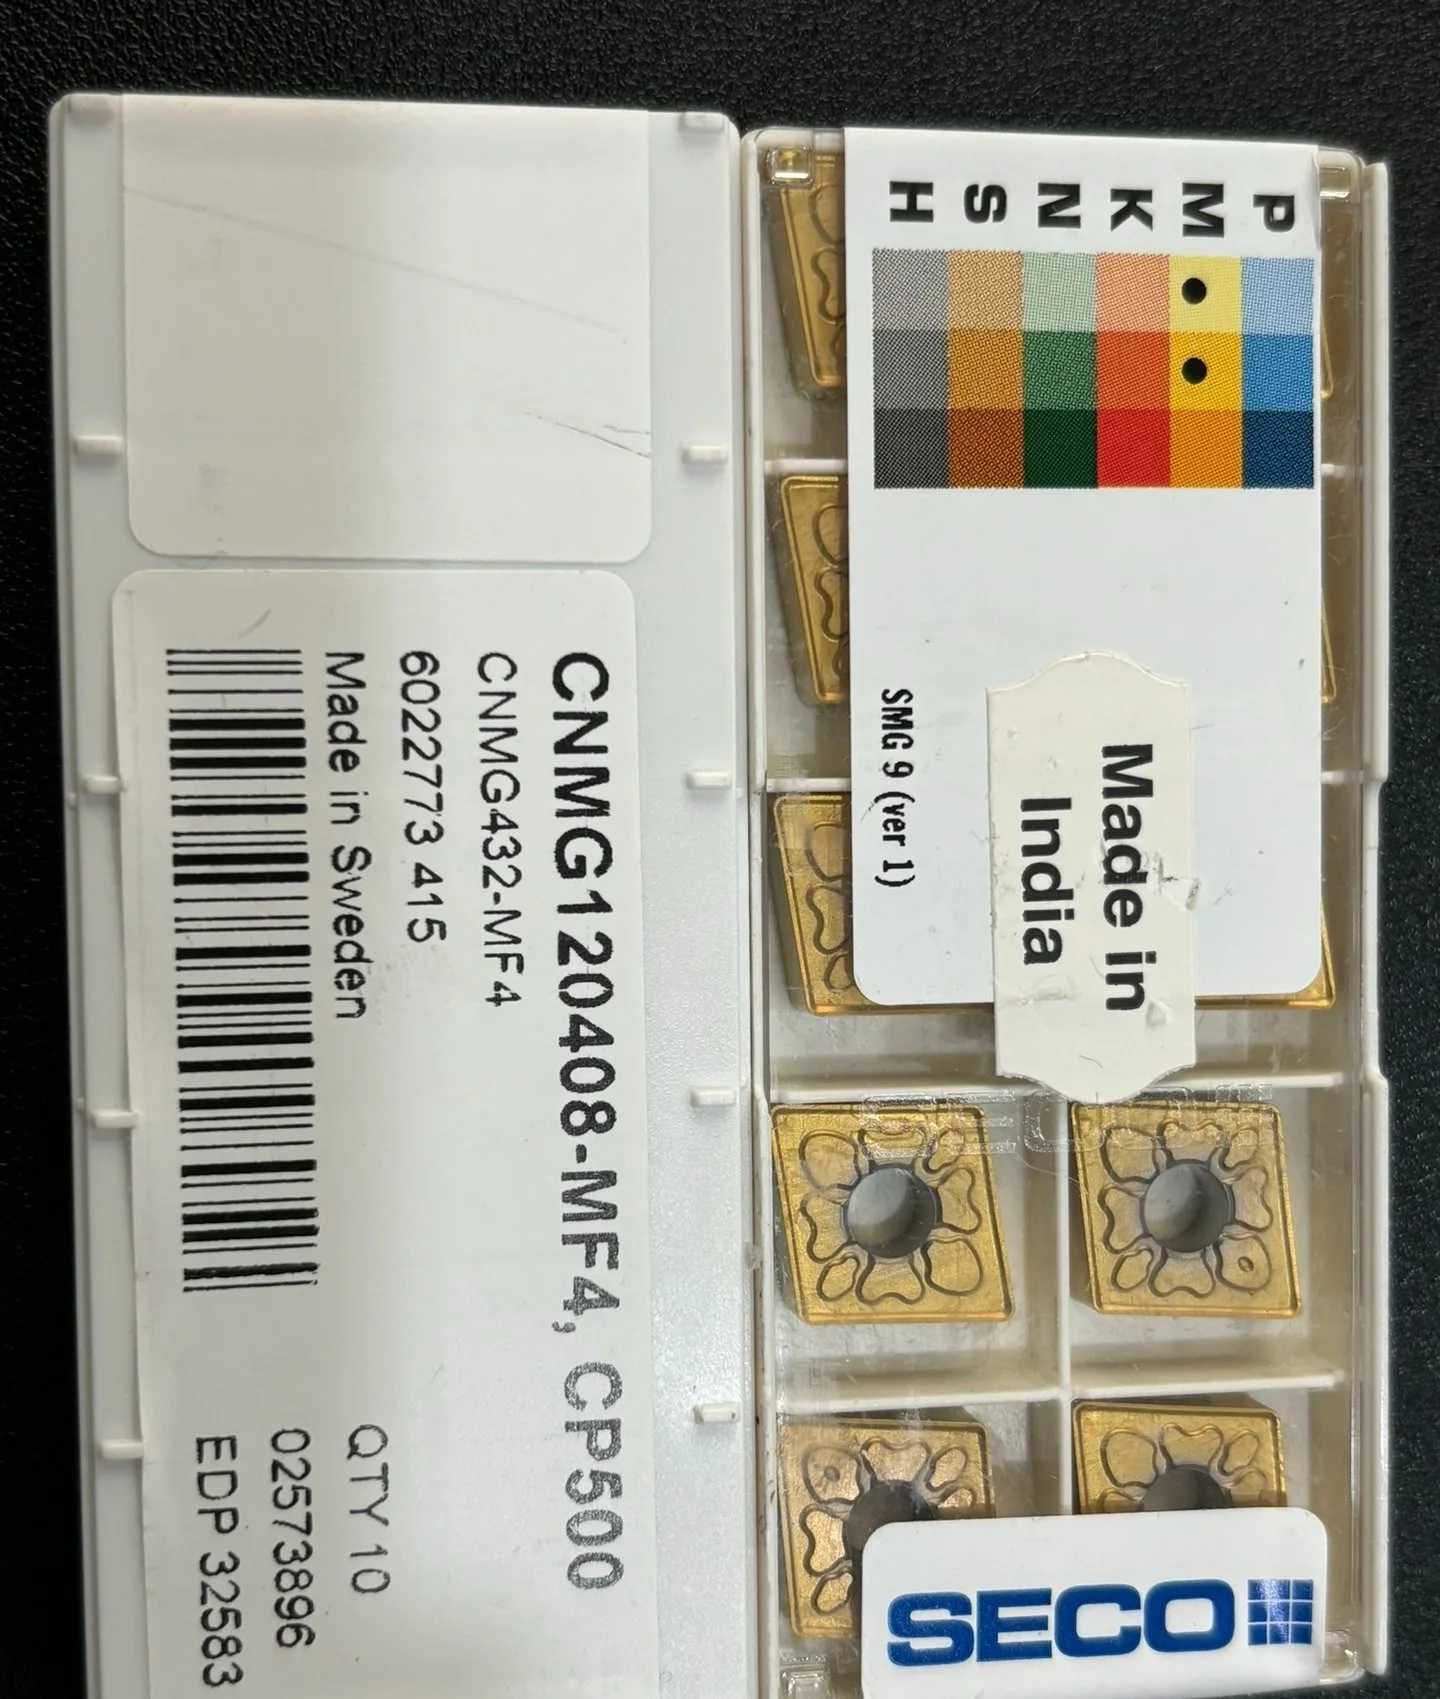 CNMG120408-MF4, CP500
CNMG432-MF4
6022773 415
Made in Sweden
QTY 10
02573896
EDP 32583
P M K N S H
Made in
India
SMG 9 (ver 1)
SECO